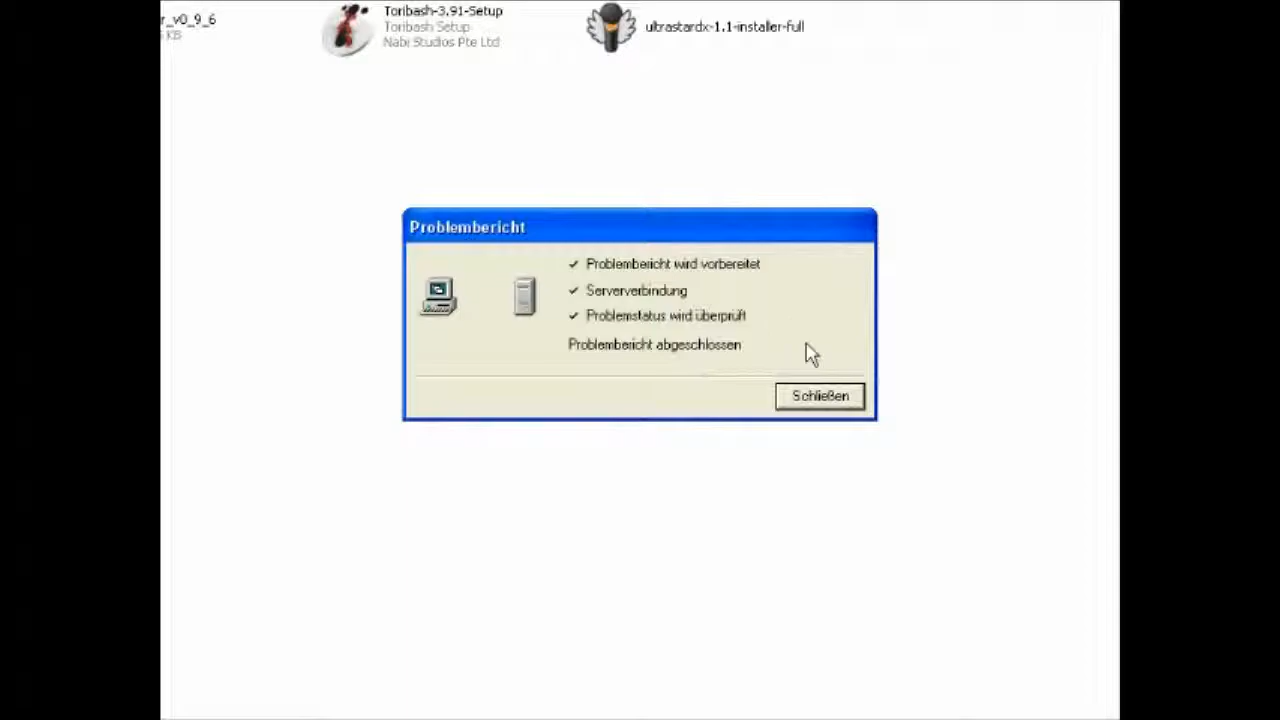 r_v0_9_6
KB
Toribash-3.91-Setup
Toribash Setup
Nabi Studios Pte Ltd
ultrastardx-1.1-installer-full
Problembericht
Problembericht wird vorbereitet
Serververbindung
Problemstatus wird überprüft
Problembericht abgeschlossen
Schließen